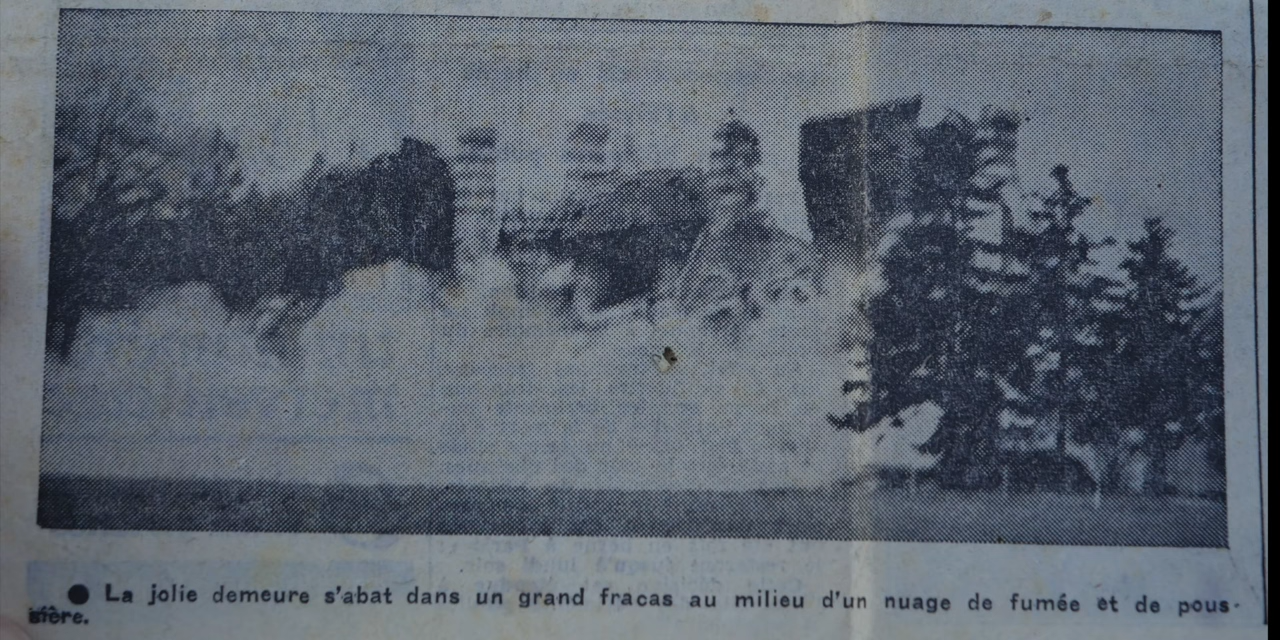 ● La jolie demeure s'abat dans un grand fracas au milieu d'un nuage de fumée et de pous-
sière.